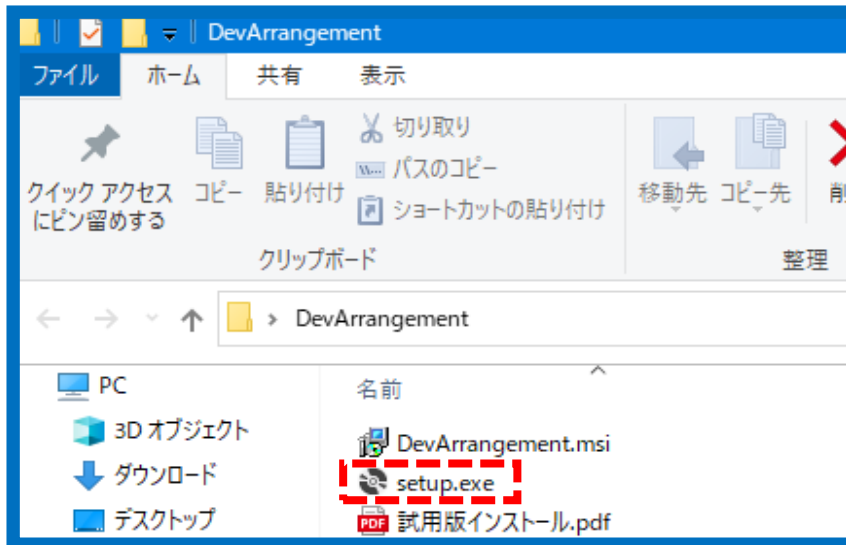 DevArrangement
ファイル ホーム 共有 表示
クイック アクセス
にピン留めする
コピー
貼り付け
切り取り
パスのコピー
ショートカットの貼り付け
移動先
コピー先
削
クリップボード
整理
DevArrangement
PC
3D オブジェクト
ダウンロード
デスクトップ
名前
DevArrangement.msi
setup.exe
試用版インストール.pdf